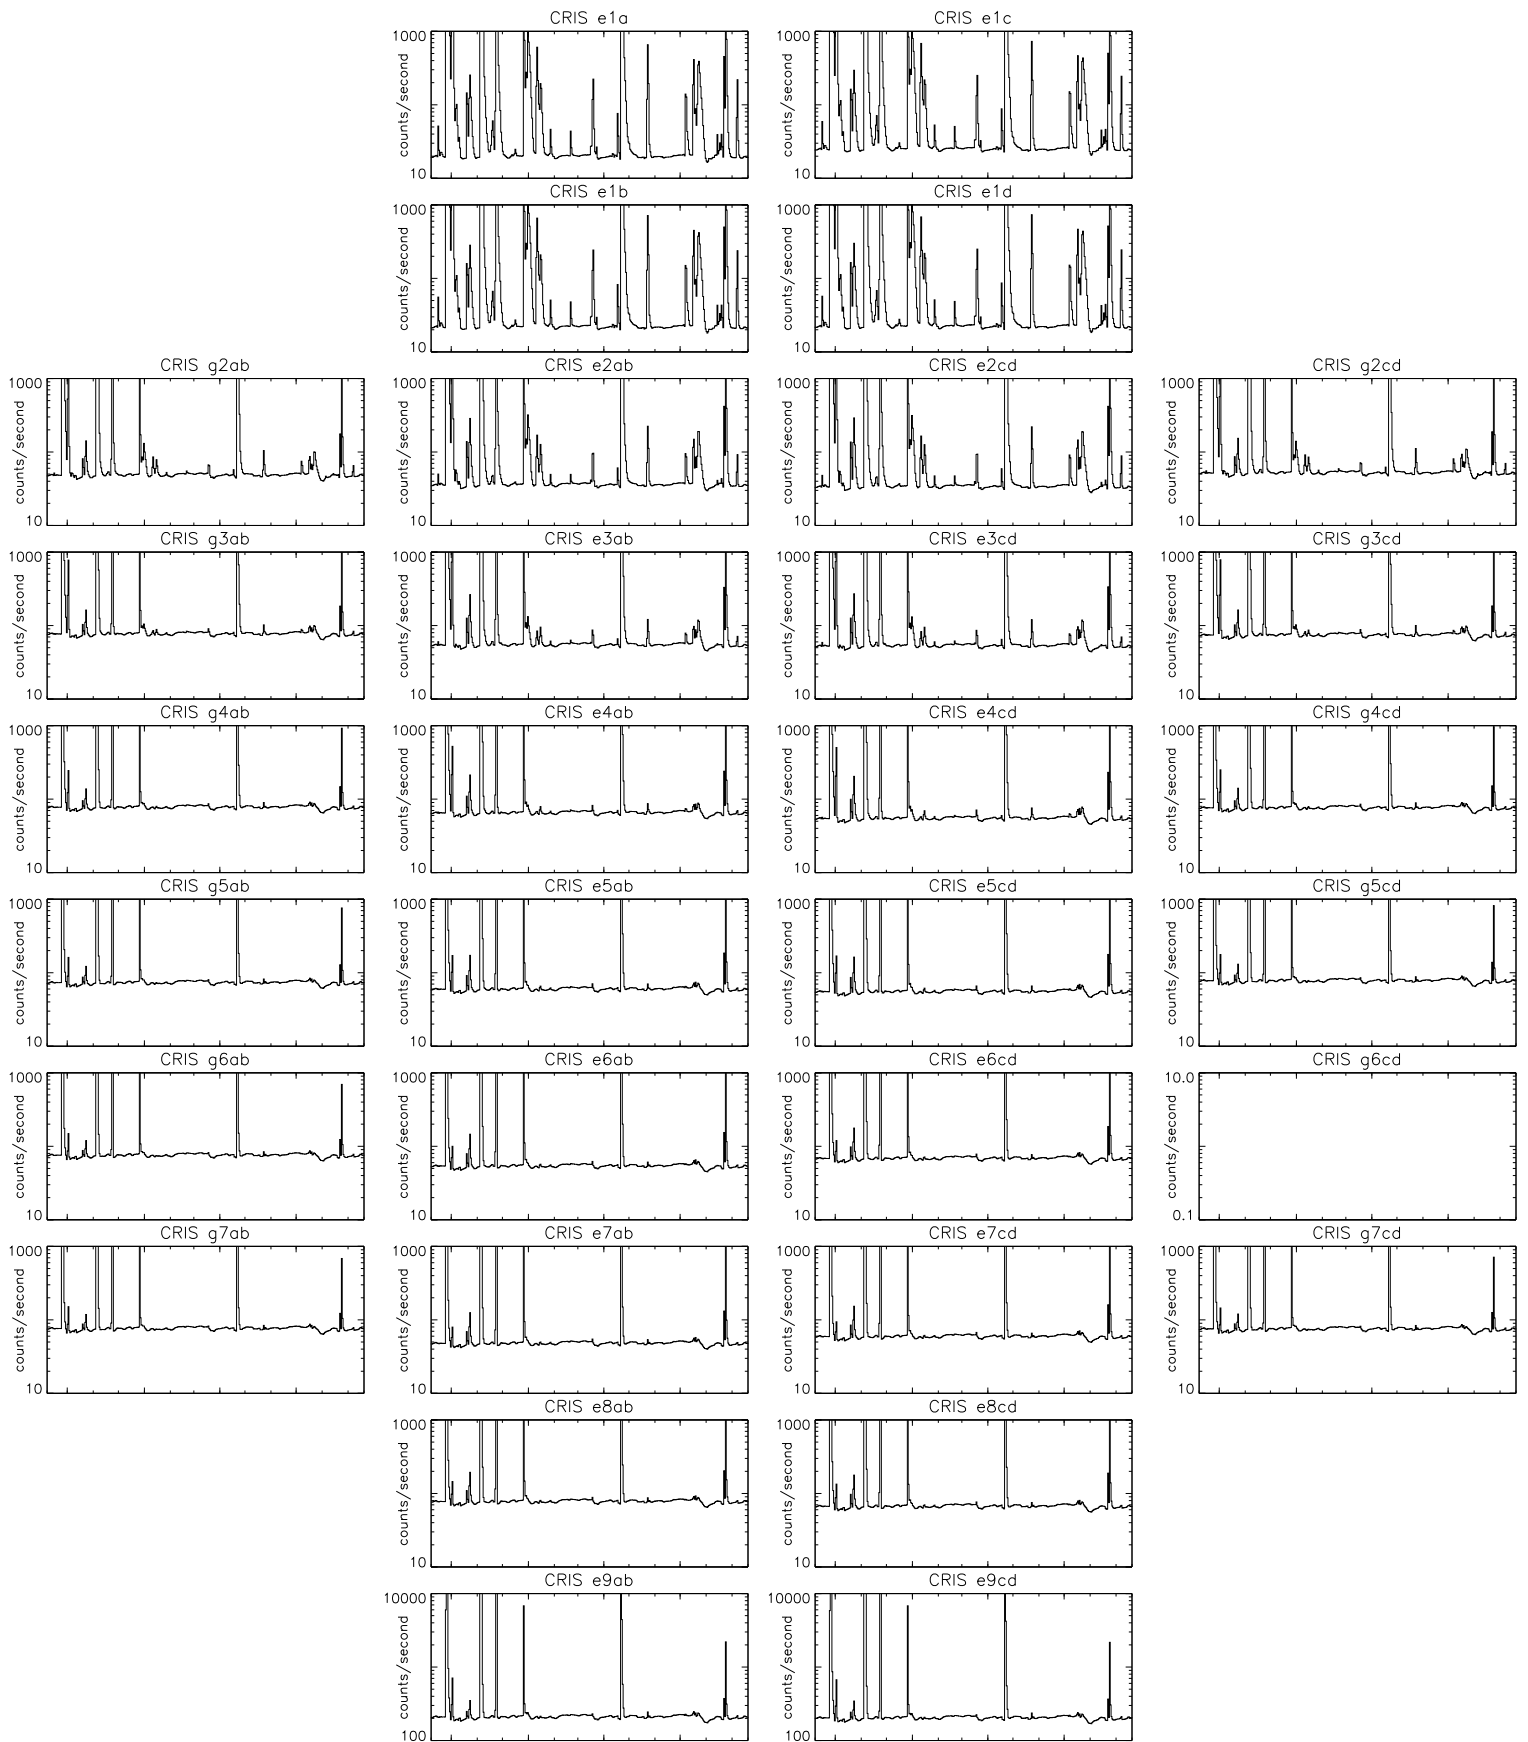 CRIS e1a
CRIS e1c
1000
counts/second
10
1000
counts/second
10
CRIS e1b
CRIS e1d
1000
counts/second
10
1000
counts/second
10
CRIS g2ab
CRIS e2ab
CRIS e2cd
CRIS g2cd
1000
counts/second
10
1000
counts/second
10
1000
counts/second
10
1000
counts/second
10
CRIS g3ab
CRIS e3ab
CRIS e3cd
CRIS g3cd
1000
counts/second
10
1000
counts/second
10
1000
counts/second
10
1000
counts/second
10
CRIS g4ab
CRIS e4ab
CRIS e4cd
CRIS g4cd
1000
counts/second
10
1000
counts/second
10
1000
counts/second
10
1000
counts/second
10
CRIS g5ab
CRIS e5ab
CRIS e5cd
CRIS g5cd
1000
counts/second
10
1000
counts/second
10
1000
counts/second
10
1000
counts/second
10
CRIS g6ab
CRIS e6ab
CRIS e6cd
CRIS g6cd
1000
counts/second
10
1000
counts/second
10
1000
counts/second
10
10.0
counts/second
1.0
0.1
CRIS g7ab
CRIS e7ab
CRIS e7cd
CRIS g7cd
1000
counts/second
10
1000
counts/second
10
1000
counts/second
10
1000
counts/second
10
CRIS e8ab
CRIS e8cd
1000
counts/second
10
1000
counts/second
10
CRIS e9ab
CRIS e9cd
10000
counts/second
100
10000
counts/second
100